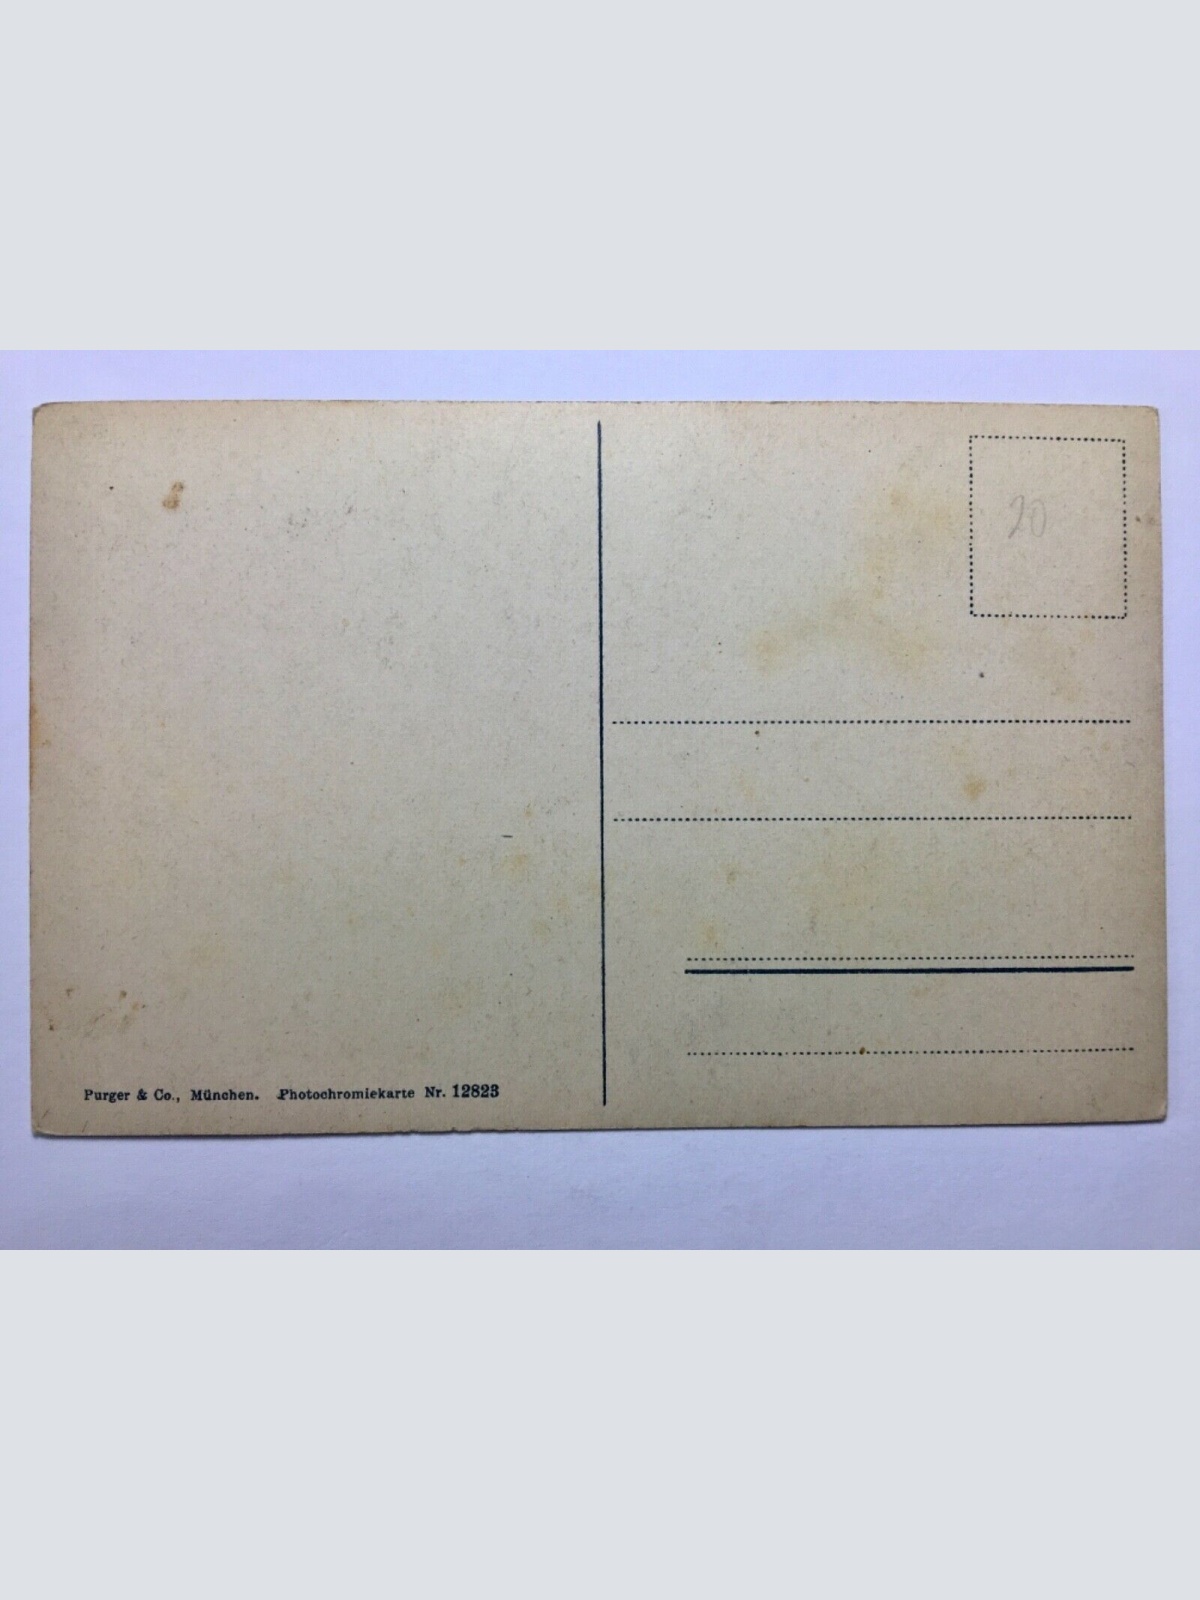 20
Purger & Co., München. Photochromiekarte Nr. 12823